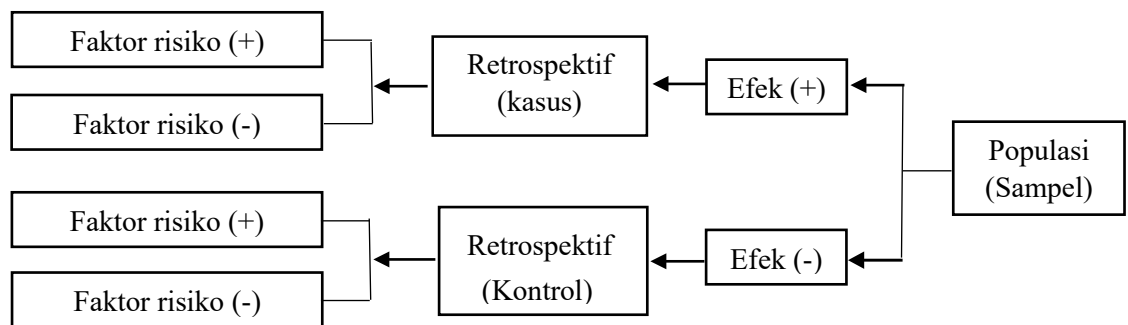 Faktor risiko (+)
Faktor risiko (-)
Retrospektif
(kasus)
Efek (+)
Populasi
(Sampel)
Faktor risiko (+)
Faktor risiko (-)
Retrospektif
(Kontrol)
Efek (-)